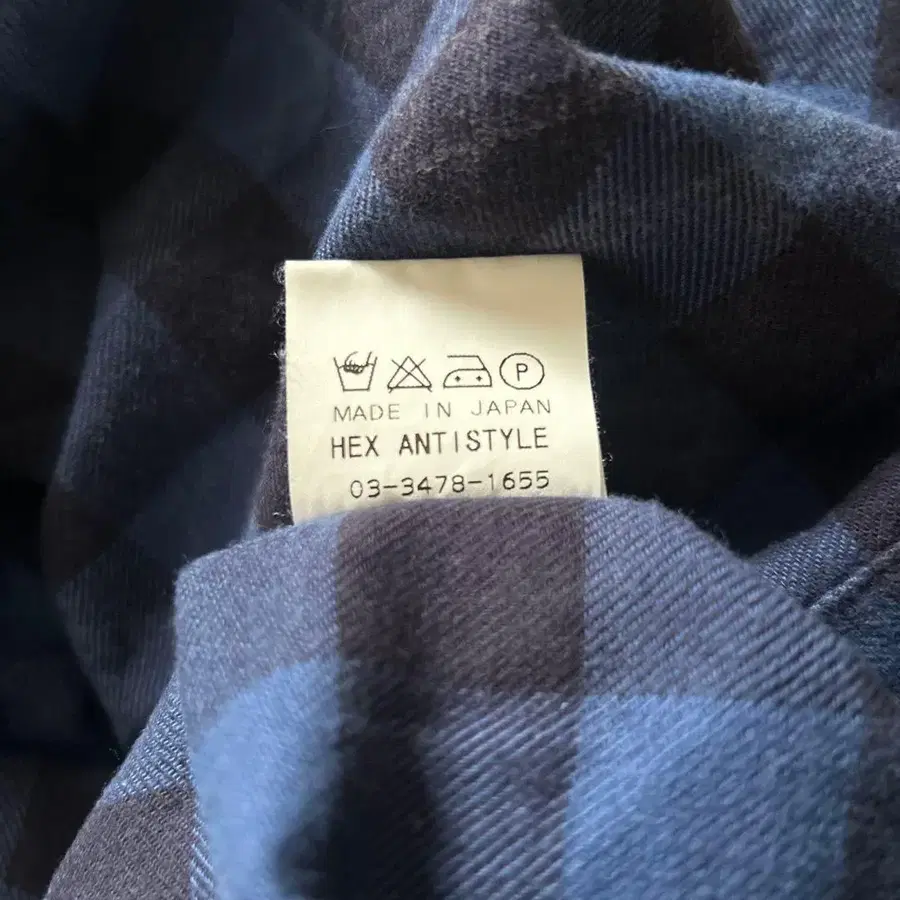 P
MADE IN JAPAN
HEX ANTISTYLE
03-3478-1655